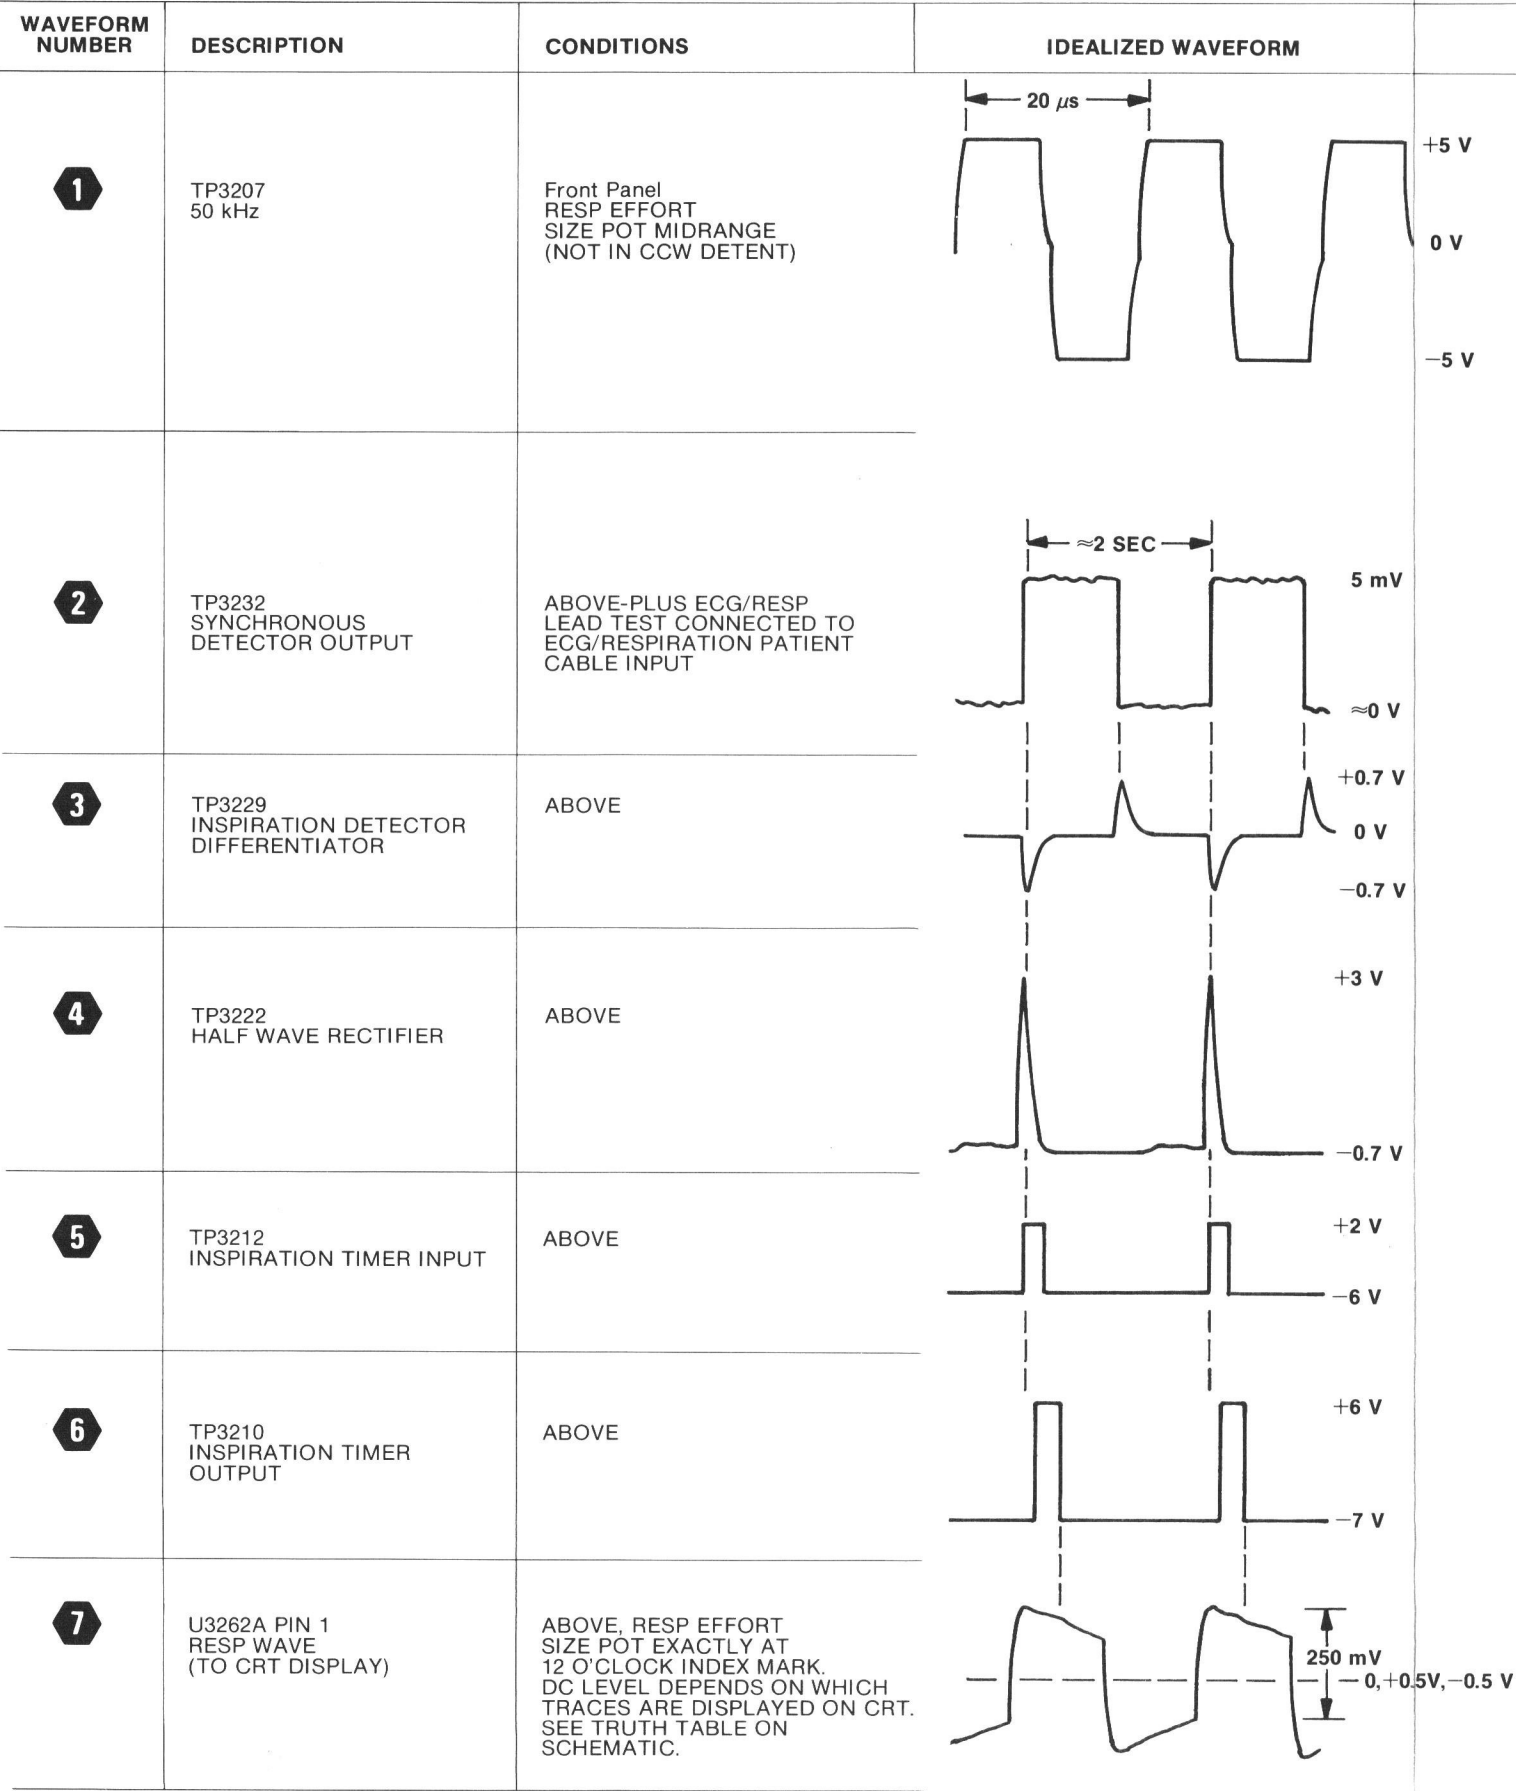 WAVEFORM
NUMBER
DESCRIPTION
CONDITIONS
IDEALIZED WAVEFORM
1
TP3207
50 kHz
Front Panel
RESP EFFORT
SIZE POT MIDRANGE
(NOT IN CCW DETENT)
20 μs
+5 V
0 V
−5 V
2
TP3232
SYNCHRONOUS
DETECTOR OUTPUT
ABOVE-PLUS ECG/RESP
LEAD TEST CONNECTED TO
ECG/RESPIRATION PATIENT
CABLE INPUT
≈2 SEC
5 mV
≈0 V
3
TP3229
INSPIRATION DETECTOR
DIFFERENTIATOR
ABOVE
+0.7 V
0 V
−0.7 V
4
TP3222
HALF WAVE RECTIFIER
ABOVE
+3 V
−0.7 V
5
TP3212
INSPIRATION TIMER INPUT
ABOVE
+2 V
−6 V
6
TP3210
INSPIRATION TIMER
OUTPUT
ABOVE
+6 V
−7 V
7
U3262A PIN 1
RESP WAVE
(TO CRT DISPLAY)
ABOVE, RESP EFFORT
SIZE POT EXACTLY AT
12 O'CLOCK INDEX MARK.
DC LEVEL DEPENDS ON WHICH
TRACES ARE DISPLAYED ON CRT.
SEE TRUTH TABLE ON
SCHEMATIC.
250 mV
0,+0.5V,−0.5 V